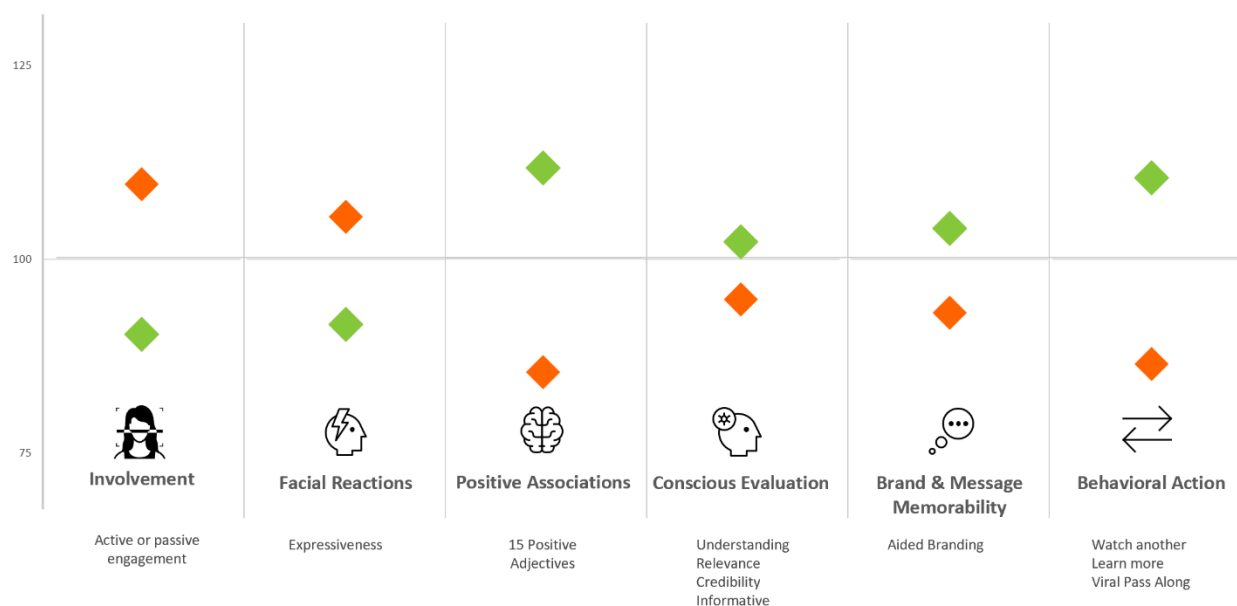 125
100
75
Involvement
Active or passive
engagement
Facial Reactions
Expressiveness
Positive Associations
15 Positive
Adjectives
Conscious Evaluation
Understanding
Relevance
Credibility
Informative
Brand & Message
Memorability
Aided Branding
Behavioral Action
Watch another
Learn more
Viral Pass Along